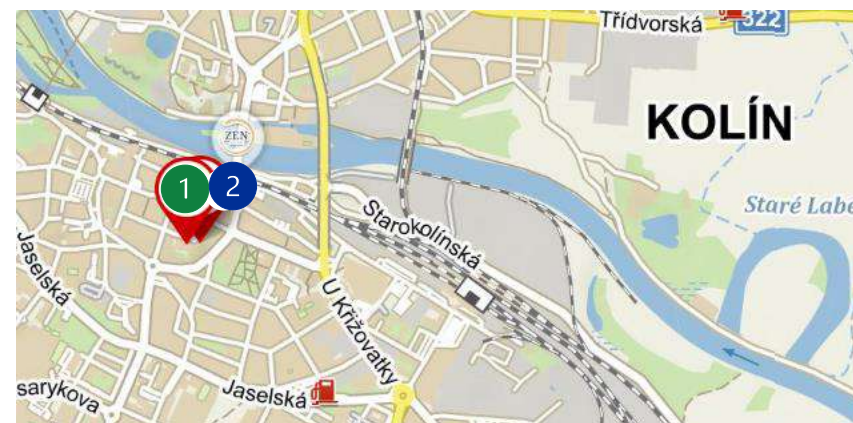 Třídvorská
322
KOLÍN
ZEN
1
2
Staré Labe
Starokolínská
Jaselská
U Křižovatky
Jaselská
sarykova